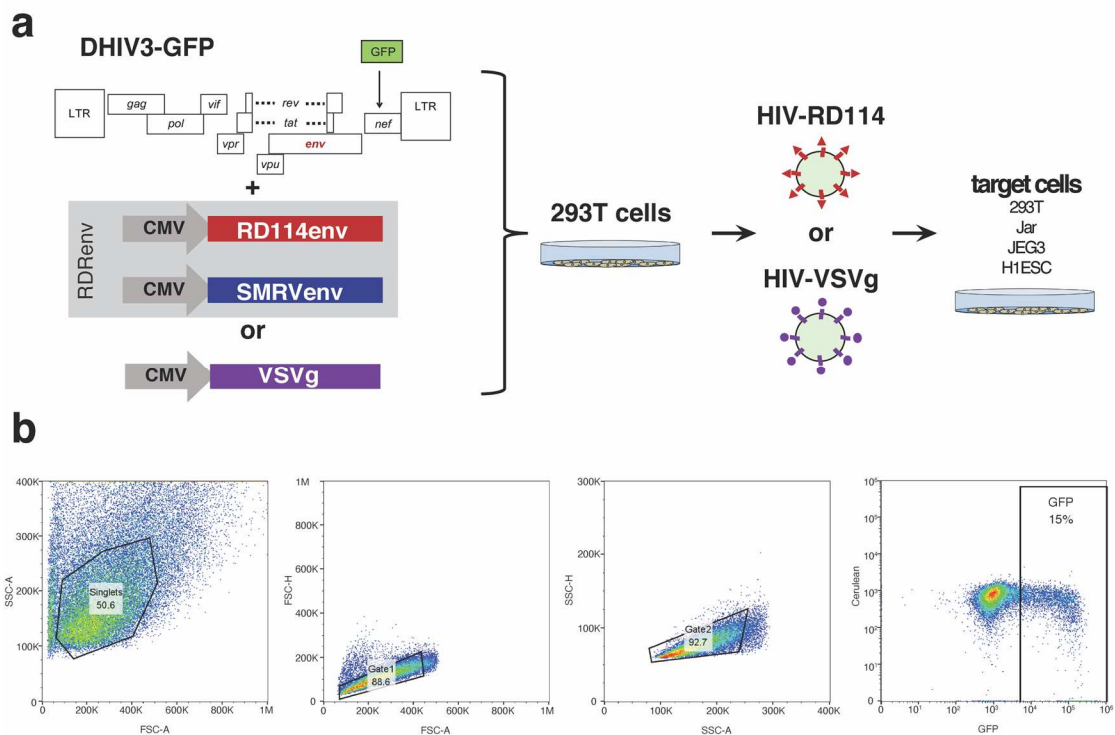 a
DHIV3-GFP
GFP
LTR
gag
pol
vif
vpr
rev
tat
vpu
env
nef
LTR
+
RDRenv
CMV
RD114env
CMV
SMRVenv
or
CMV
VSVg
293T cells
HIV-RD114
or
HIV-VSVg
target cells
293T
Jar
JEG3
H1ESC
b
400K
300K
200K
100K
0
SSC-A
Singlets
50.6
0
200K
400K
600K
800K
1M
FSC-A
1M
800K
600K
400K
200K
0
FSC-H
Gate1
88.6
0
200K
400K
600K
800K
1M
FSC-A
300K
200K
100K
0
SSC-H
Gate2
92.7
0
100K
200K
300K
400K
SSC-A
10⁶
10⁵
10⁴
10³
10²
10¹
0
Cerulean
GFP
15%
0
10¹
10²
10³
10⁴
10⁵
10⁶
GFP